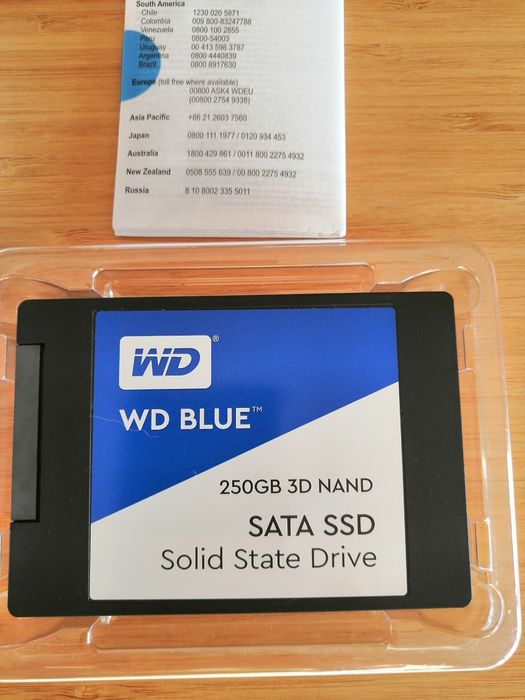 South America
Chile 1230 020 5871
Colombia 009 800-83247788
Venezuela 0800 100 2855
Peru 0800-54003
Uruguay 00 413 598 3787
Argentina 0800 4440839
Brazil 0800 8917630
Europe (toll free where available)
00800 ASK4 WDEU
(00800 2754 9338)
Asia Pacific +86 21 2603 7560
Japan 0800 111 1977 / 0120 934 453
Australia 1800 429 861 / 0011 800 2275 4932
New Zealand 0508 555 639 / 00 800 2275 4932
Russia 8 10 8002 335 5011
WD®
WD BLUE™
250GB 3D NAND
SATA SSD
Solid State Drive